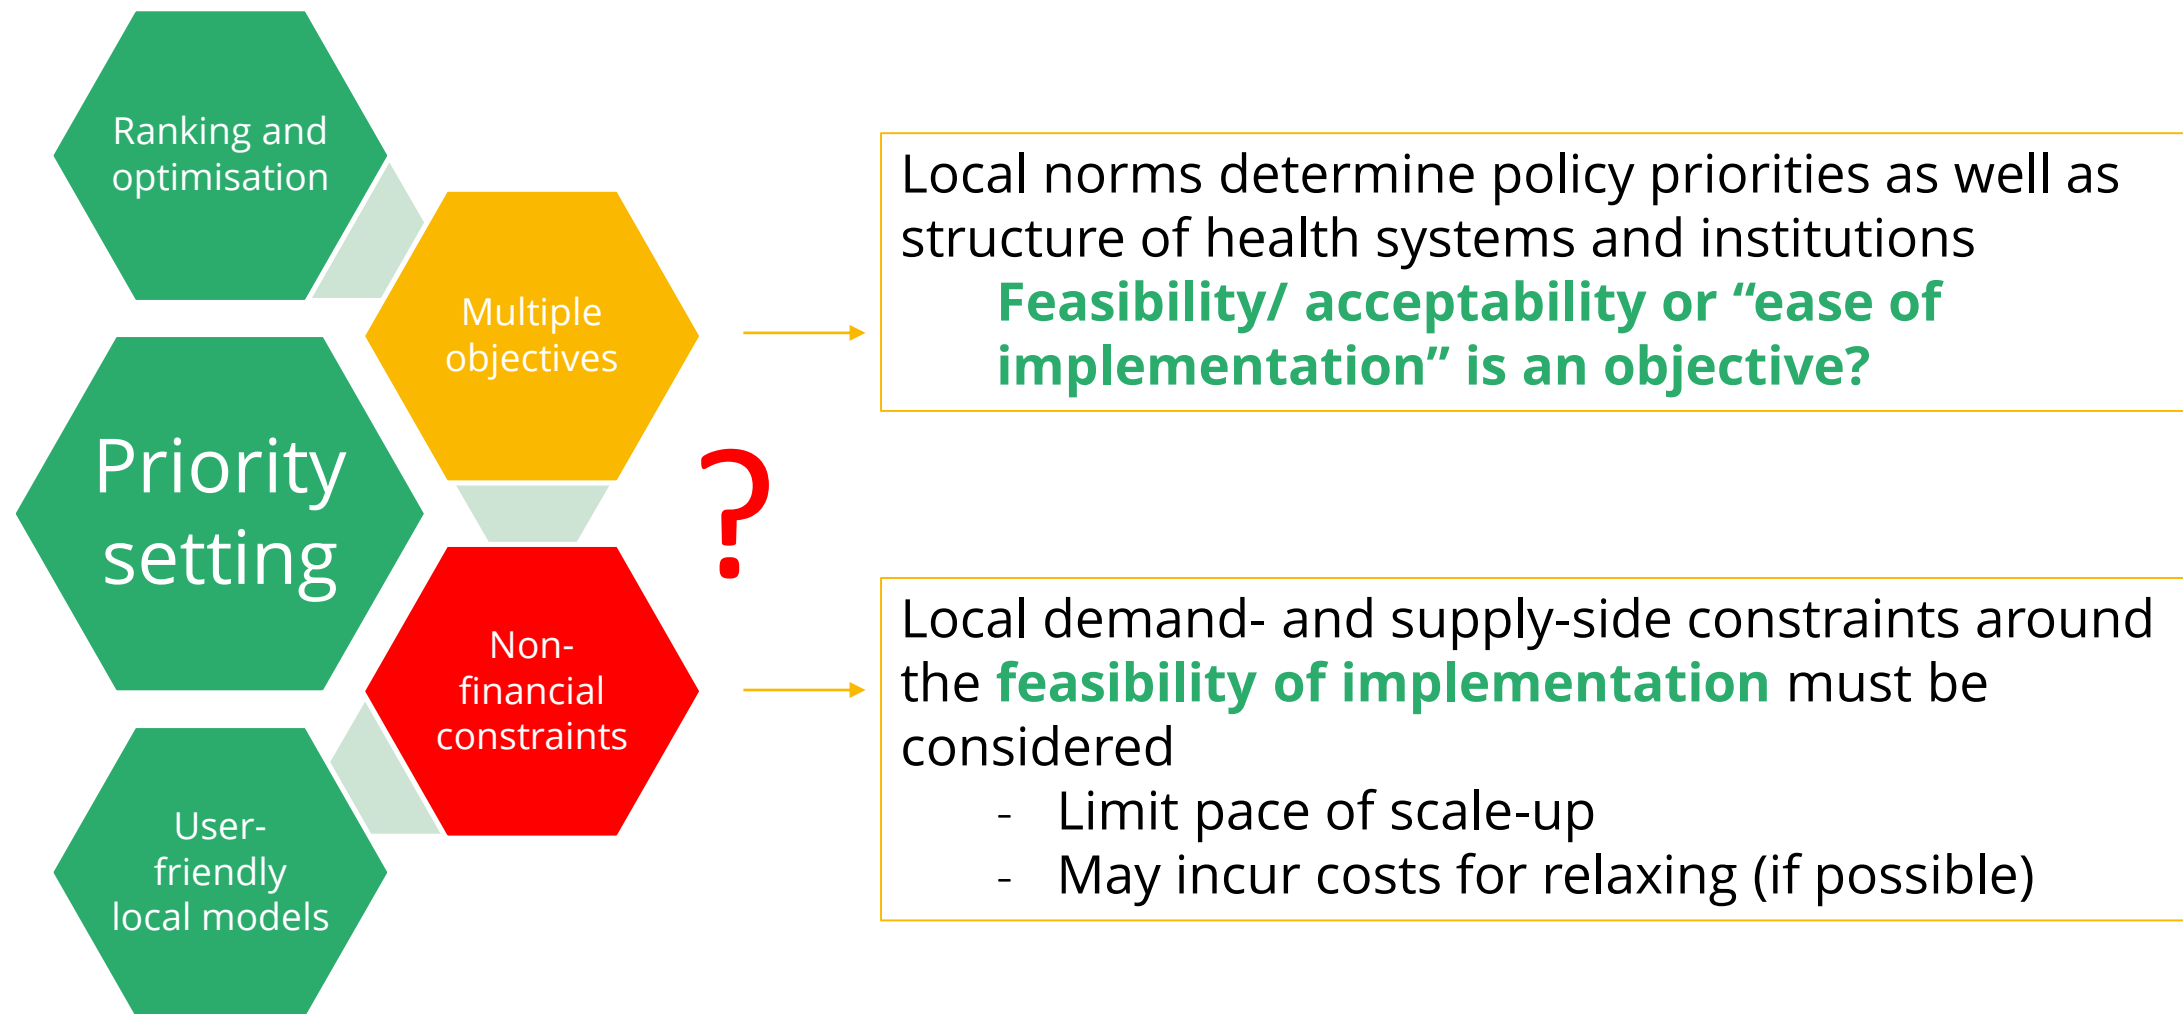 Ranking and
optimisation
Multiple
objectives
Priority
setting
Non-
financial
constraints
User-
friendly
local models
Local norms determine policy priorities as well as
structure of health systems and institutions
Feasibility/ acceptability or “ease of
implementation” is an objective?
?
Local demand- and supply-side constraints around
the feasibility of implementation must be
considered
- Limit pace of scale-up
- May incur costs for relaxing (if possible)